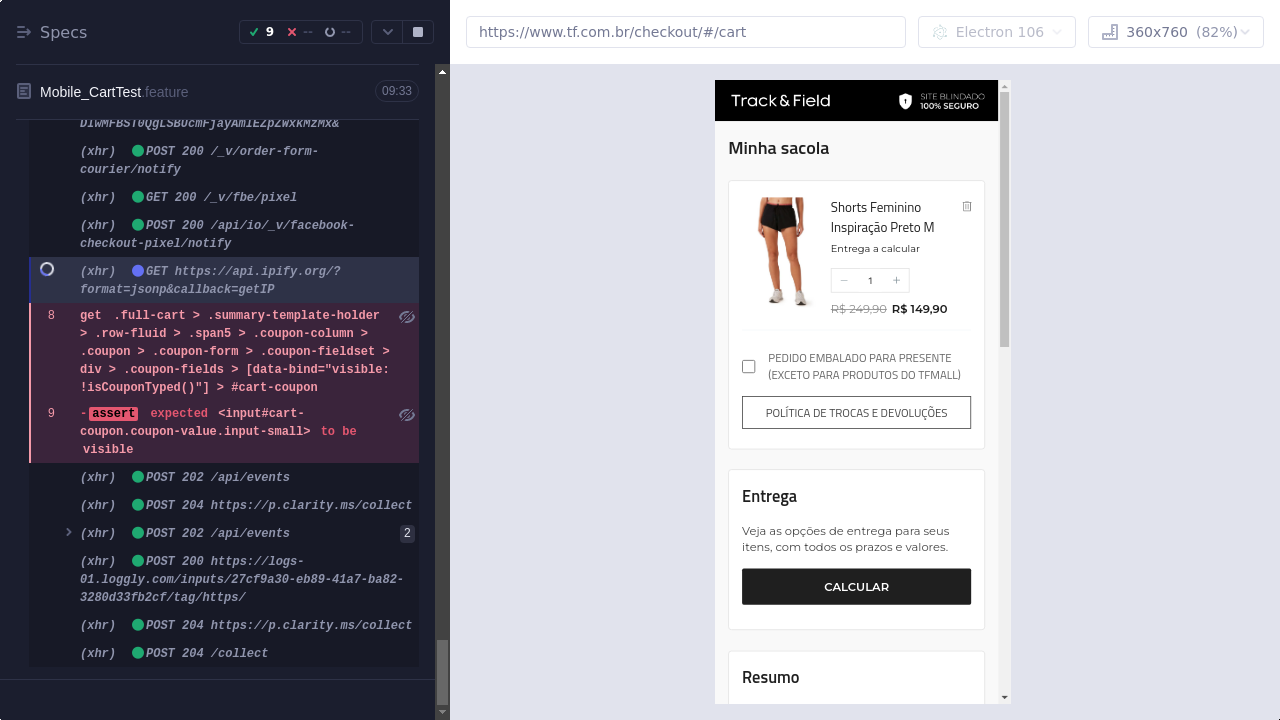 Specs
9
--
--
https://www.tf.com.br/checkout/#/cart
Electron 106
360x760 (82%)
Mobile_CartTest.feature
09:33
(xhr) POST 200 /_v/order-form-
courier/notify
(xhr) GET 200 /_v/fbe/pixel
(xhr) POST 200 /api/io/_v/facebook-
checkout-pixel/notify
(xhr) GET https://api.ipify.org/?
format=jsonp&callback=getIP
8 get .full-cart > .summary-template-holder
> .row-fluid > .span5 > .coupon-column >
.coupon > .coupon-form > .coupon-fieldset >
div > .coupon-fields > [data-bind="visible:
!isCouponTyped()"] > #cart-coupon
9 -assert expected <input#cart-
coupon.coupon-value.input-small> to be
visible
(xhr) POST 202 /api/events
(xhr) POST 204 https://p.clarity.ms/collect
(xhr) POST 202 /api/events 2
(xhr) POST 200 https://logs-
01.loggly.com/inputs/27cf9a30-eb89-41a7-ba82-
3280d33fb2cf/tag/https/
(xhr) POST 204 https://p.clarity.ms/collect
(xhr) POST 204 /collect
Track&Field
SITE BLINDADO
100% SEGURO
Minha sacola
Shorts Feminino
Inspiração Preto M
Entrega a calcular
− 1 +
R$ 249,90 R$ 149,90
PEDIDO EMBALADO PARA PRESENTE
(EXCETO PARA PRODUTOS DO TFMALL)
POLÍTICA DE TROCAS E DEVOLUÇÕES
Entrega
Veja as opções de entrega para seus
itens, com todos os prazos e valores.
CALCULAR
Resumo